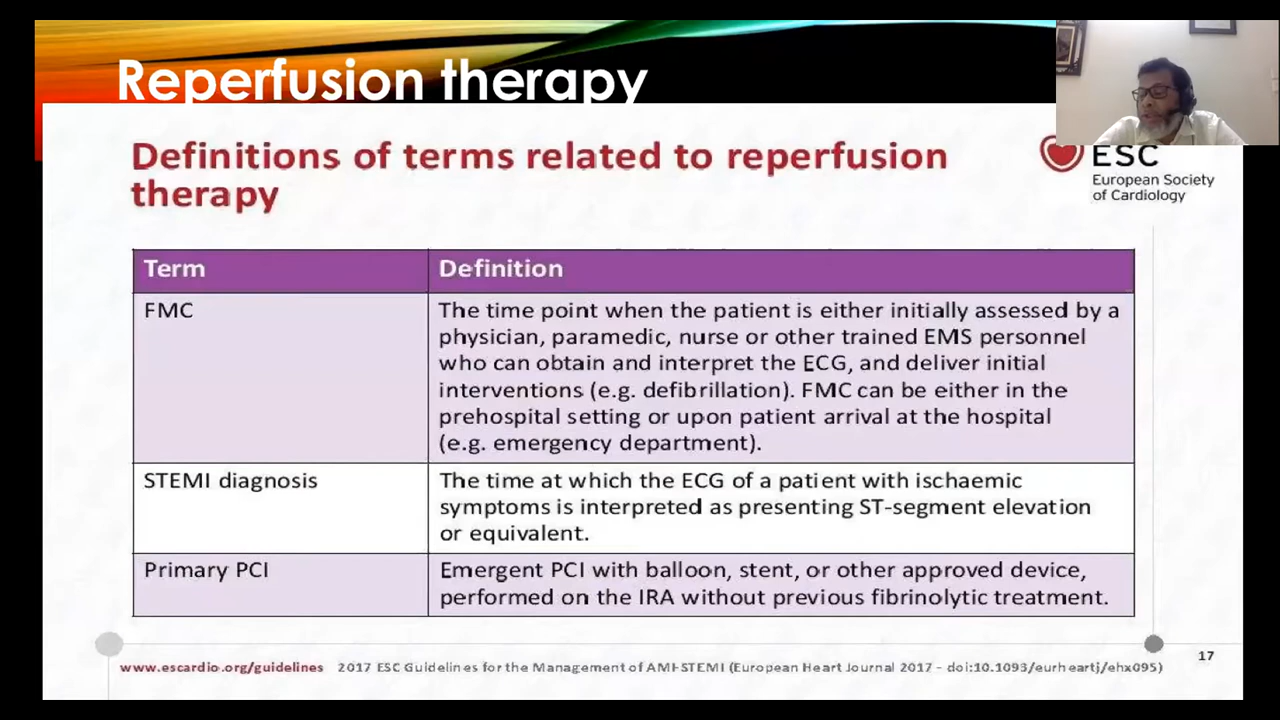 Reperfusion therapy
Definitions of terms related to reperfusion
therapy
ESC
European Society
of Cardiology
Term
Definition
FMC
The time point when the patient is either initially assessed by a
physician, paramedic, nurse or other trained EMS personnel
who can obtain and interpret the ECG, and deliver initial
interventions (e.g. defibrillation). FMC can be either in the
prehospital setting or upon patient arrival at the hospital
(e.g. emergency department).
STEMI diagnosis
The time at which the ECG of a patient with ischaemic
symptoms is interpreted as presenting ST-segment elevation
or equivalent.
Primary PCI
Emergent PCI with balloon, stent, or other approved device,
performed on the IRA without previous fibrinolytic treatment.
www.escardio.org/guidelines 2017 ESC Guidelines for the Management of AMI-STEMI (European Heart Journal 2017 - doi:10.1093/eurheartj/ehx095)
17